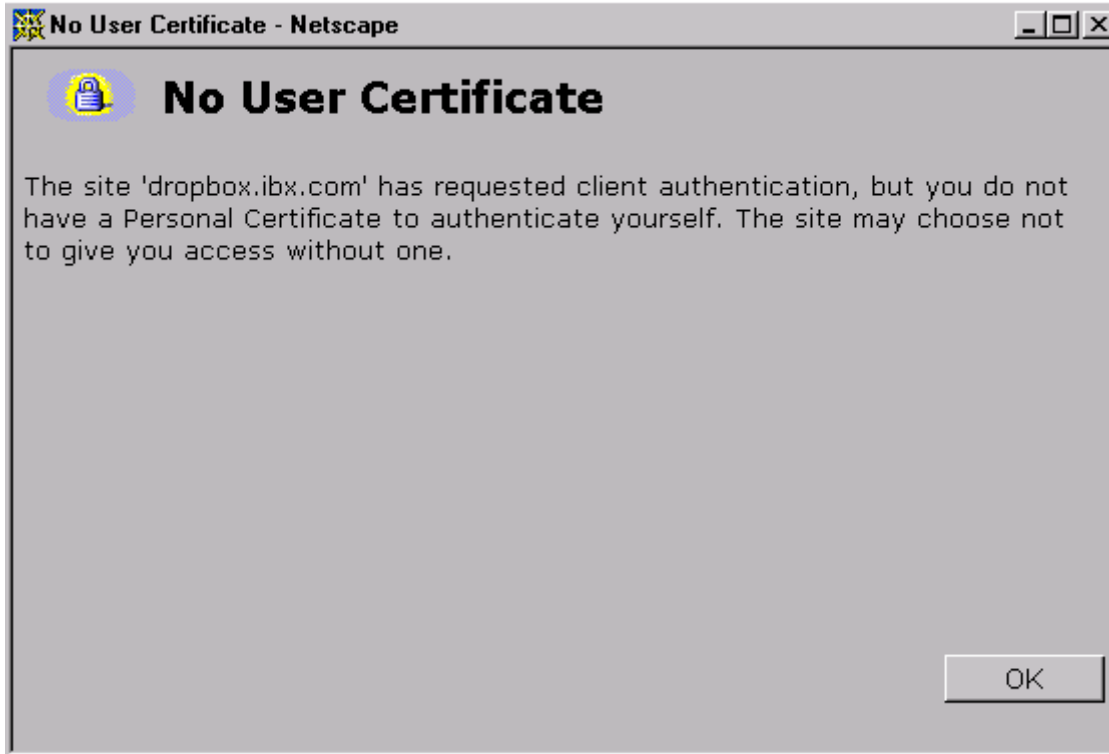 No User Certificate - Netscape
No User Certificate
The site 'dropbox.ibx.com' has requested client authentication, but you do not
have a Personal Certificate to authenticate yourself. The site may choose not
to give you access without one.
OK